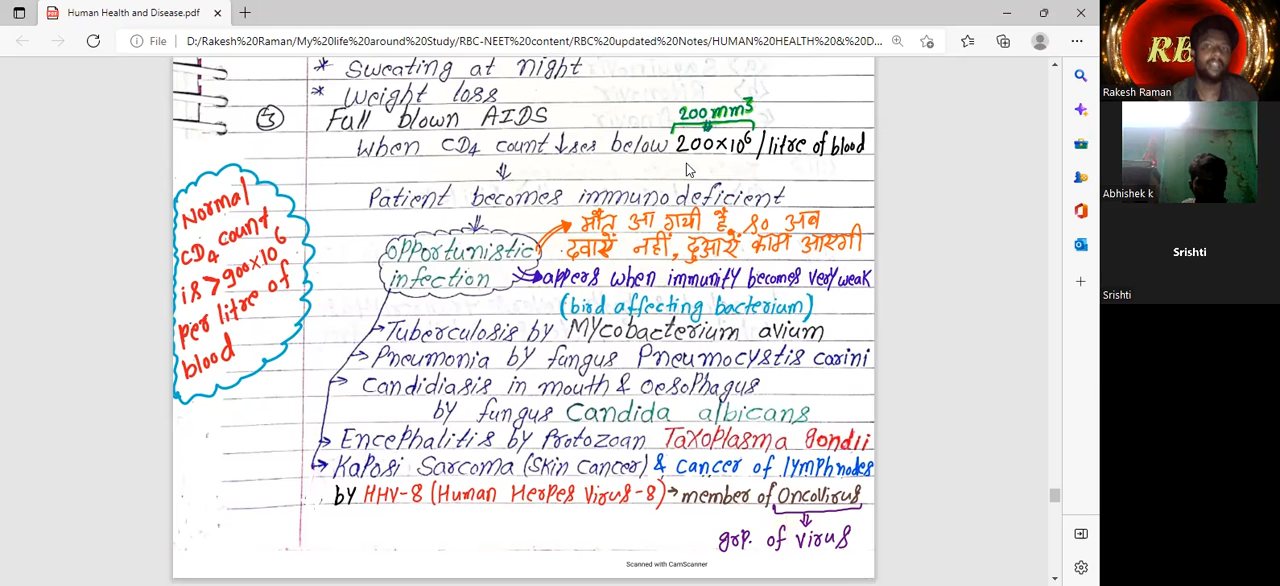 Human Health and Disease.pdf
File
D:/Rakesh%20Raman/My%20life%20around%20Study/RBC-NEET%20content/RBC%20updated%20Notes/HUMAN%20HEALTH%20&%20D...
* Sweating at night
* Weight loss
③ Full blown AIDS
200mm³
When CD4 count ↓ses below 200×10⁶/litre of blood
Patient becomes immunodeficient
Normal
CD4 count
is >900×10⁶
per litre of
blood
opportunistic
infection
मौत आ गयी है, so अब
दवाएँ नहीं, दुआएँ काम आएगी
appers when immunity becomes very weak
(bird affecting bacterium)
Tuberculosis by Mycobacterium avium
Pneumonia by fungus Pneumocystis carini
Candidiasis in mouth & oesophagus
by fungus Candida albicans
Encephalitis by Protozoan Taxoplasma gondii
Kaposi Sarcoma (Skin cancer) & cancer of lymphnodes
by HHV-8 (Human Herpes Virus-8) → member of Oncovirus
grp. of virus
Scanned with CamScanner
RB
Rakesh Raman
Abhishek k
Srishti
Srishti